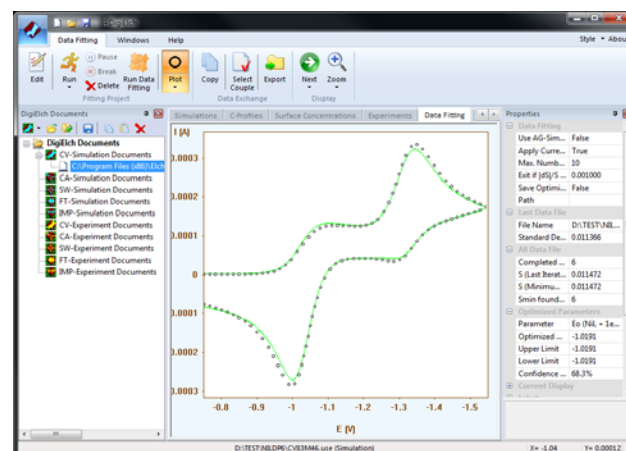 DigiElch
Data Fitting Windows Help
Style About
Edit
Run
Pause
Break
Delete
Run Data Fitting
Plot
Copy
Select Couple
Export
Next
Zoom
Fitting Project
Data Exchange
Display
DigiElch Documents
DigiElch Documents
CV-Simulation Documents
C:\Program Files (x86)\Elch
CA-Simulation Documents
SW-Simulation Documents
FT-Simulation Documents
IMP-Simulation Documents
CV-Experiment Documents
CA-Experiment Documents
SW-Experiment Documents
FT-Experiment Documents
IMP-Experiment Documents
Simulations C-Profiles Surface Concentrations Experiments Data Fitting
I [A]
0.0003
0.0002
0.0001
0
0.0001
0.0002
0.0003
-0.8 -0.9 -1 -1.1 -1.2 -1.3 -1.4 -1.5
E [V]
Properties
Data Fitting
Use AG-Sim... False
Apply Curre... True
Max. Numb... 10
Exit if |dS|/S ... 0.001000
Save Optimi... False
Path
Last Data File
File Name D:\TEST\NIL...
Standard De... 0.011366
All Data File
Completed ... 6
S (Last Iterat... 0.011472
S (Minimu... 0.011472
Smin found... 6
Optimized Parameters
Parameter Eo (NiL + 1e...
Optimized ... -1.0191
Upper Limit -1.0191
Lower Limit -1.0191
Confidence ... 68.3%
Current Display
Labels
D:\TEST\NILDP6\CVB3M46.use (Simulation)
X= -1.04 Y= 0.00012